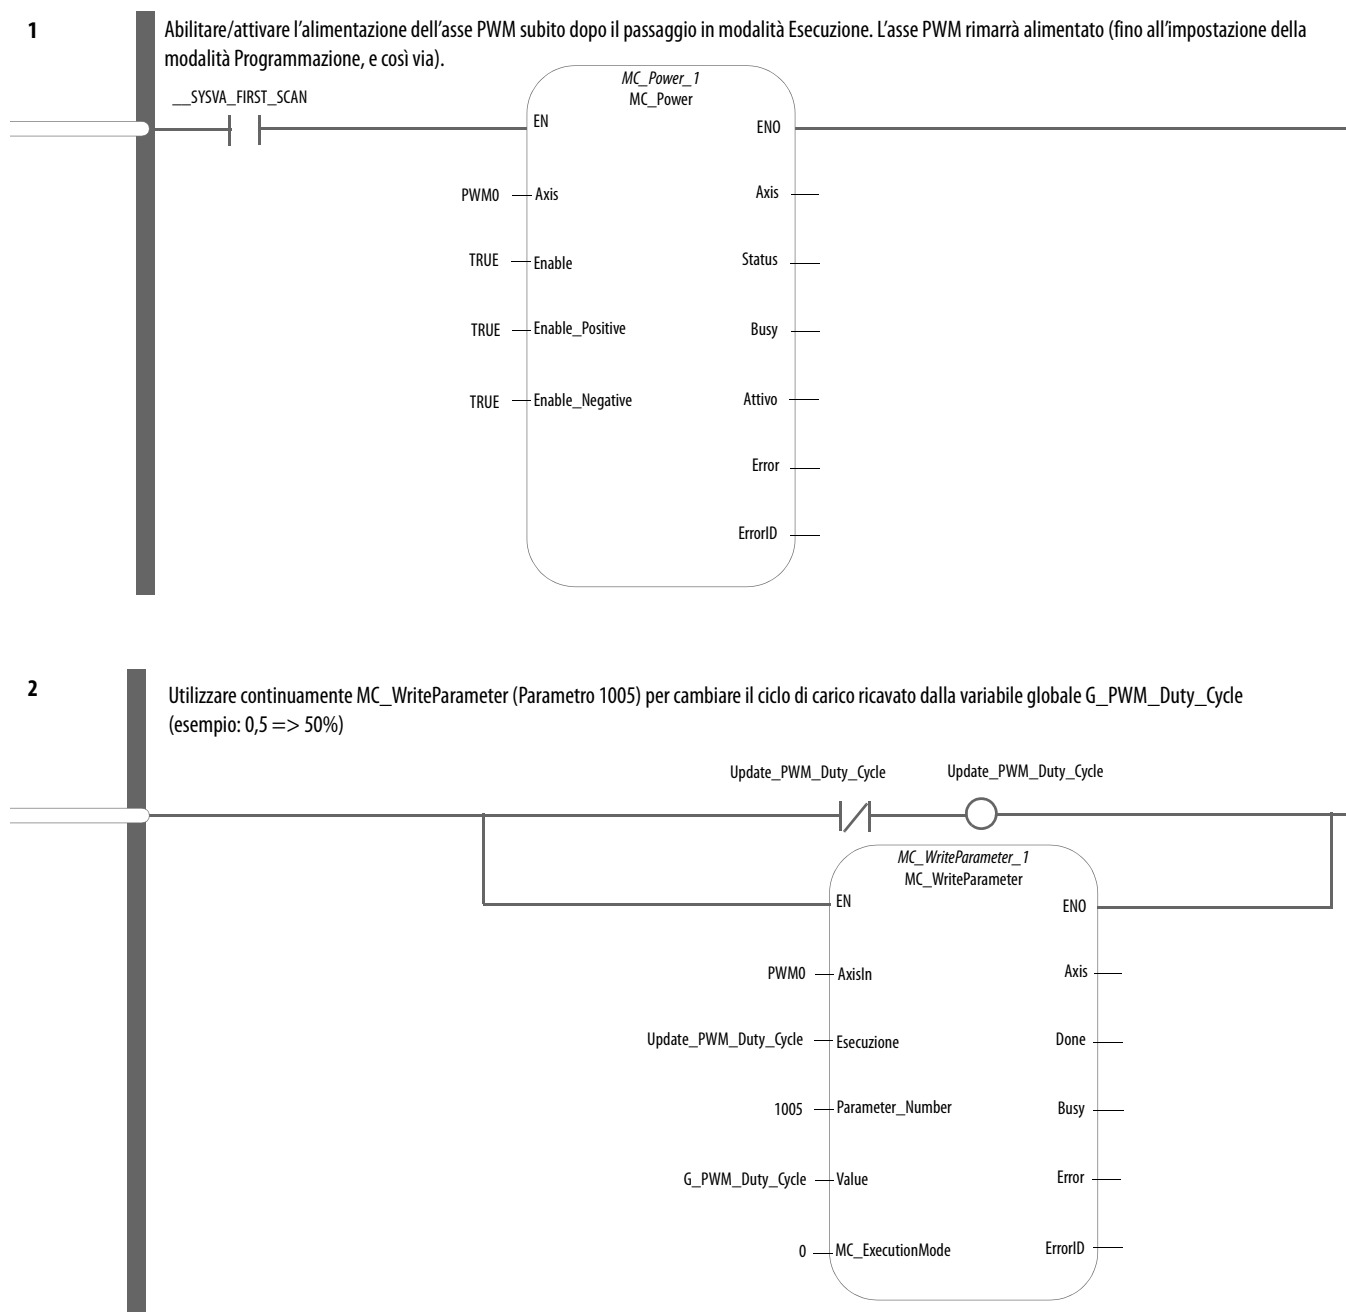 1
Abilitare/attivare l'alimentazione dell'asse PWM subito dopo il passaggio in modalità Esecuzione. L'asse PWM rimarrà alimentato (fino all'impostazione della
modalità Programmazione, e così via).
__SYSVA_FIRST_SCAN
MC_Power_1
MC_Power
EN
ENO
PWM0
Axis
Axis
TRUE
Enable
Status
TRUE
Enable_Positive
Busy
TRUE
Enable_Negative
Attivo
Error
ErrorID
2
Utilizzare continuamente MC_WriteParameter (Parametro 1005) per cambiare il ciclo di carico ricavato dalla variabile globale G_PWM_Duty_Cycle
(esempio: 0,5 => 50%)
Update_PWM_Duty_Cycle
Update_PWM_Duty_Cycle
MC_WriteParameter_1
MC_WriteParameter
EN
ENO
PWM0
AxisIn
Axis
Update_PWM_Duty_Cycle
Esecuzione
Done
1005
Parameter_Number
Busy
G_PWM_Duty_Cycle
Value
Error
0
MC_ExecutionMode
ErrorID